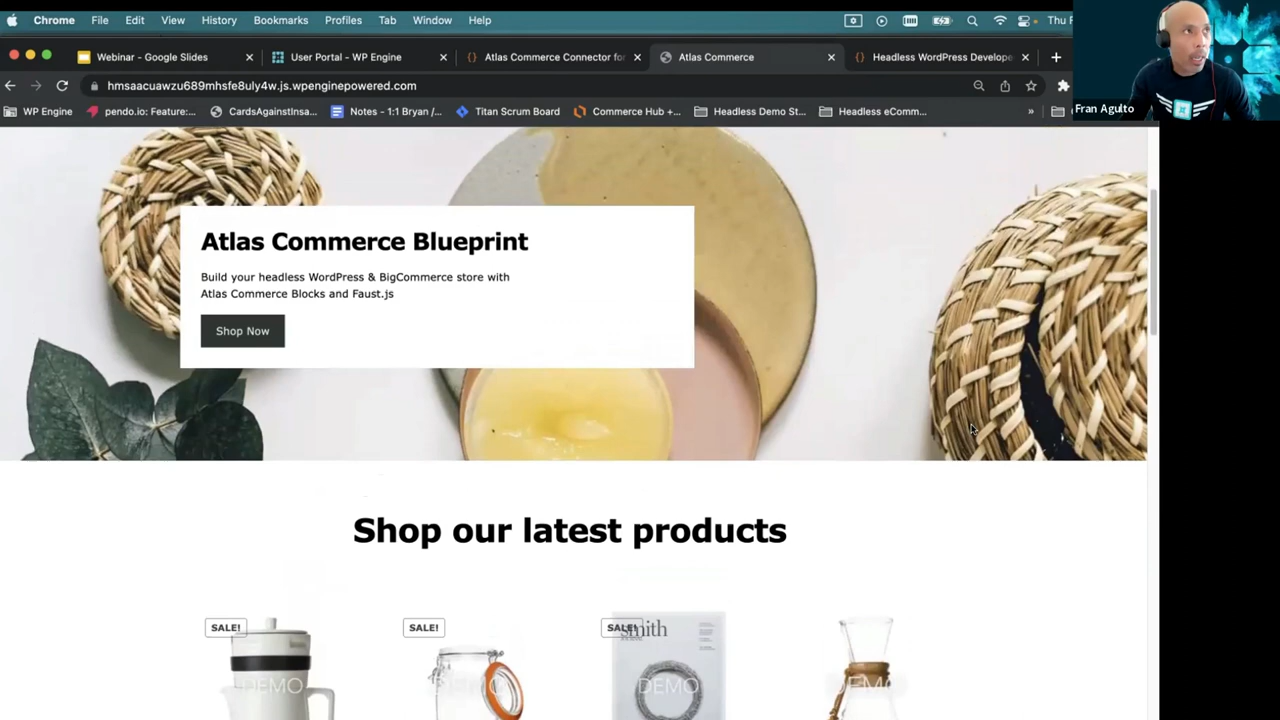 Chrome File Edit View History Bookmarks Profiles Tab Window Help Thu F
Webinar - Google Slides User Portal - WP Engine Atlas Commerce Connector for Atlas Commerce Headless WordPress Develope
hmsaacuawzu689mhsfe8uly4w.js.wpenginepowered.com
WP Engine pendo.io: Feature:... CardsAgainstInsa... Notes - 1:1 Bryan /... Titan Scrum Board Commerce Hub +... Headless Demo St... Headless eComm... »
Fran Agulto
Atlas Commerce Blueprint
Build your headless WordPress & BigCommerce store with
Atlas Commerce Blocks and Faust.js
Shop Now
Shop our latest products
SALE! SALE! SALE!
smith
DEMO DEMO DEMO DEMO